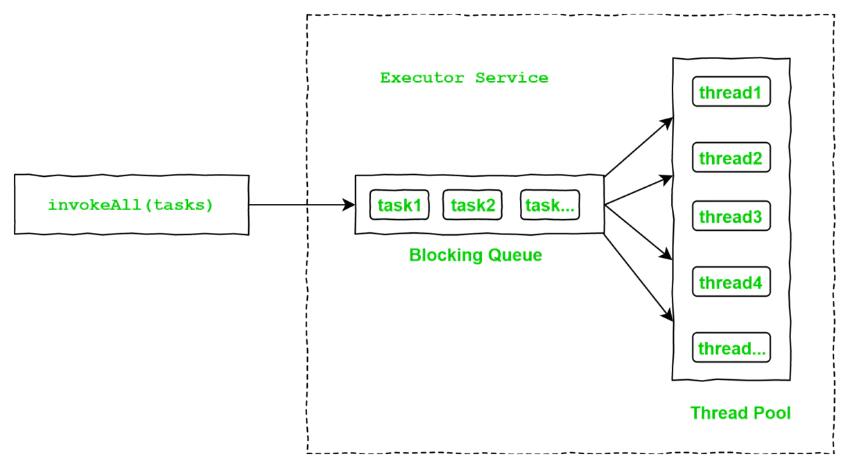 Executor Service
invokeAll(tasks)
task1
task2
task...
Blocking Queue
thread1
thread2
thread3
thread4
thread...
Thread Pool